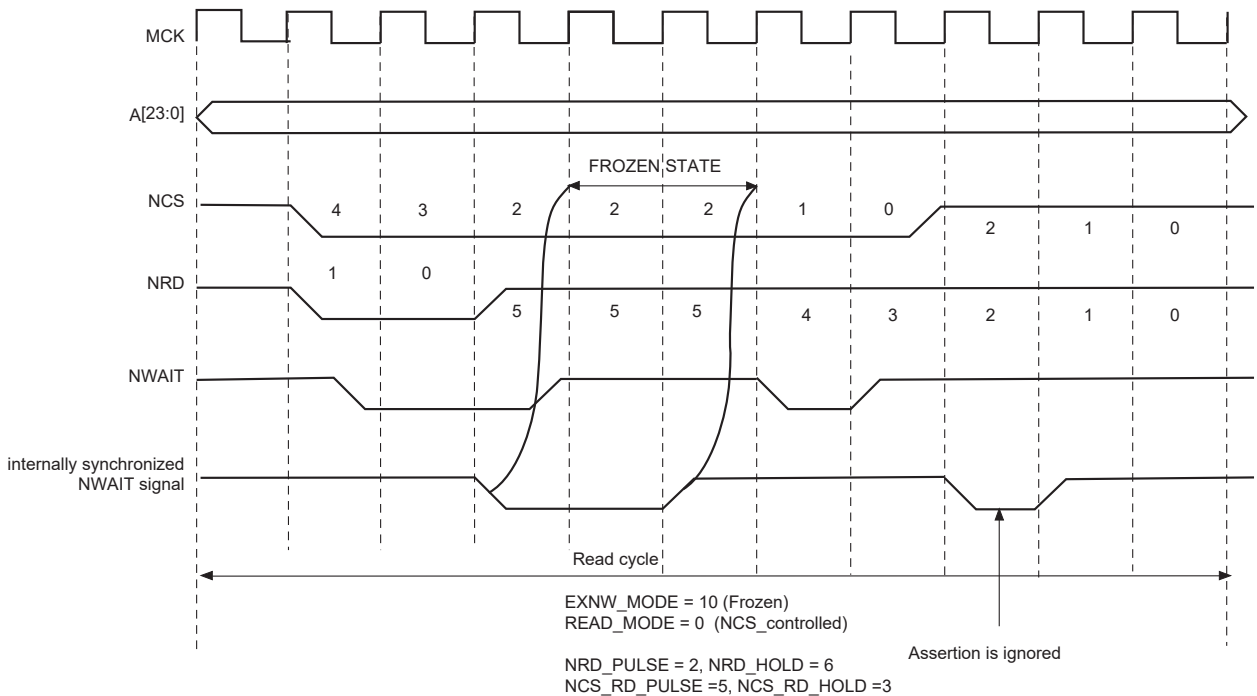 MCK
A[23:0]
FROZEN STATE
NCS
4 3 2 2 2 1 0
2 1 0
NRD
1 0
5 5 5 4 3 2 1 0
NWAIT
internally synchronized
NWAIT signal
Read cycle
EXNW_MODE = 10 (Frozen)
READ_MODE = 0 (NCS_controlled)
Assertion is ignored
NRD_PULSE = 2, NRD_HOLD = 6
NCS_RD_PULSE =5, NCS_RD_HOLD =3